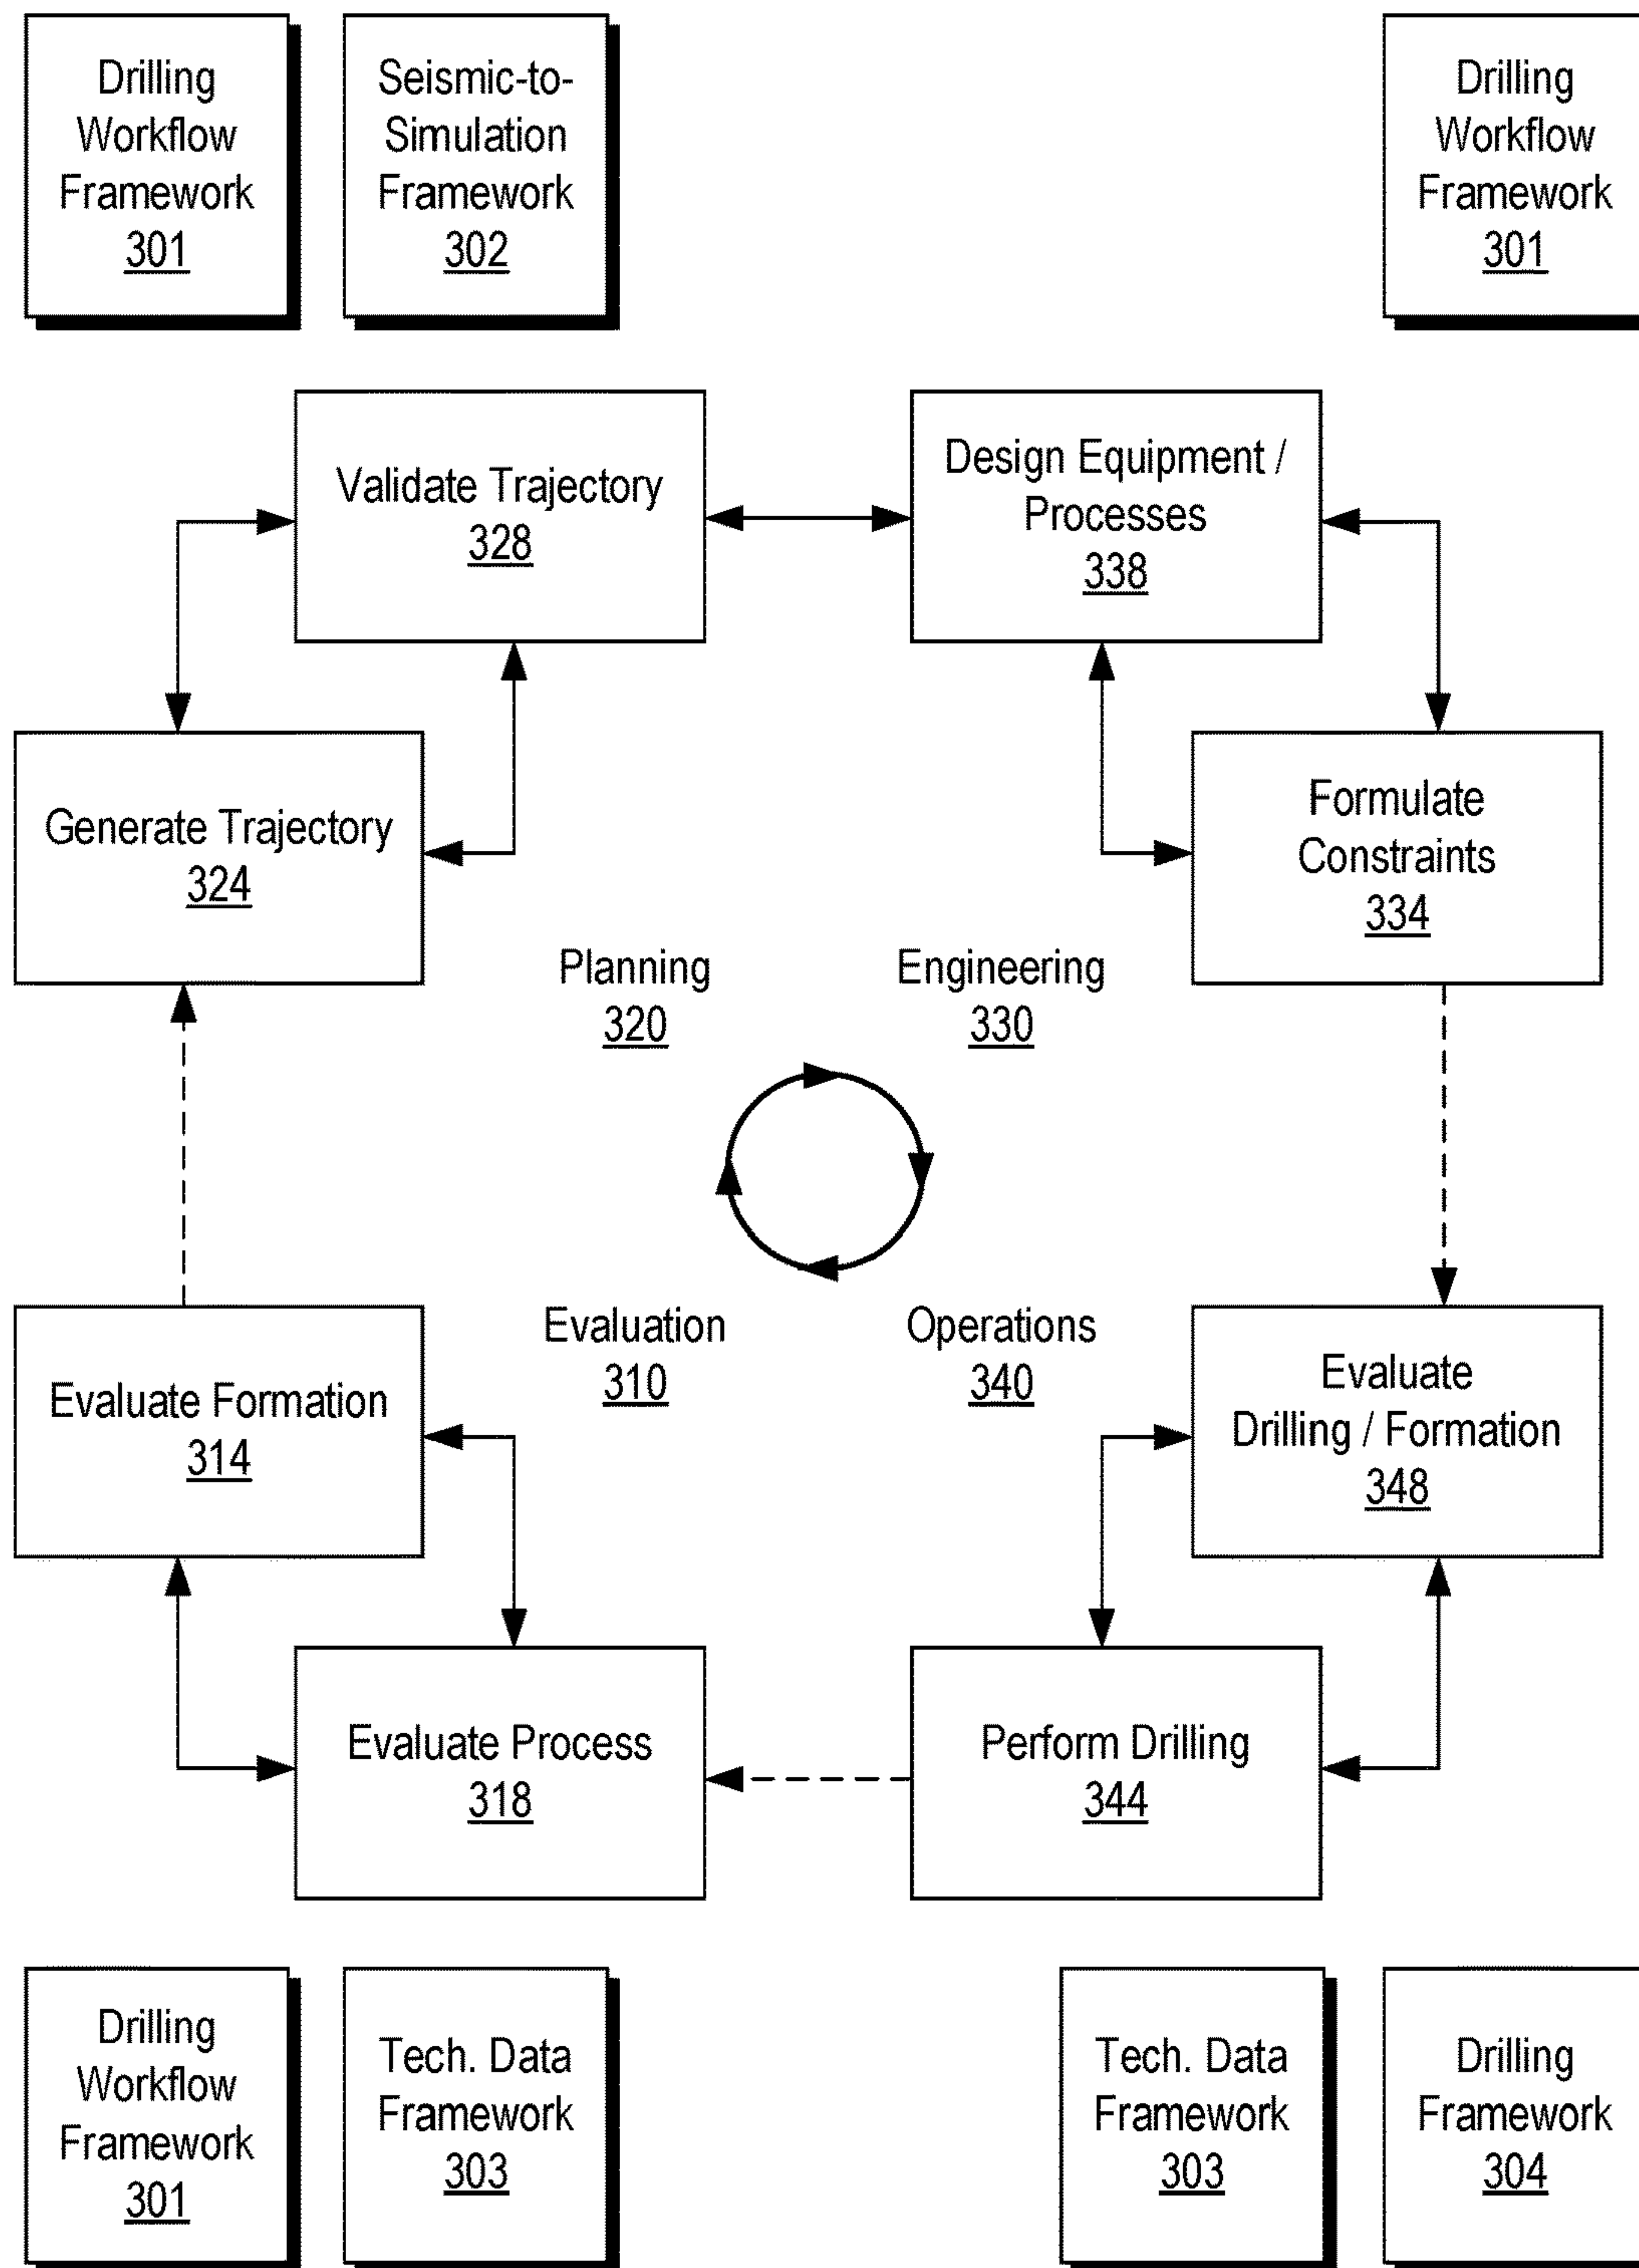 Drilling
Workflow
Framework
301
Seismic-to-
Simulation
Framework
302
Drilling
Workflow
Framework
301
Validate Trajectory
328
Design Equipment /
Processes
338
Generate Trajectory
324
Formulate
Constraints
334
Planning
320
Engineering
330
Evaluation
310
Operations
340
Evaluate Formation
314
Evaluate
Drilling / Formation
348
Evaluate Process
318
Perform Drilling
344
Drilling
Workflow
Framework
301
Tech. Data
Framework
303
Tech. Data
Framework
303
Drilling
Framework
304